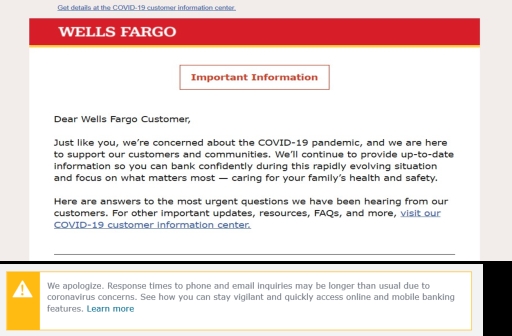 Get details at the COVID-19 customer information center.
WELLS FARGO
Important Information
Dear Wells Fargo Customer,
Just like you, we're concerned about the COVID-19 pandemic, and we are here
to support our customers and communities. We'll continue to provide up-to-date
information so you can bank confidently during this rapidly evolving situation
and focus on what matters most — caring for your family's health and safety.
Here are answers to the most urgent questions we have been hearing from our
customers. For other important updates, resources, FAQs, and more, visit our
COVID-19 customer information center.
We apologize. Response times to phone and email inquiries may be longer than usual due to
coronavirus concerns. See how you can stay vigilant and quickly access online and mobile banking
features. Learn more